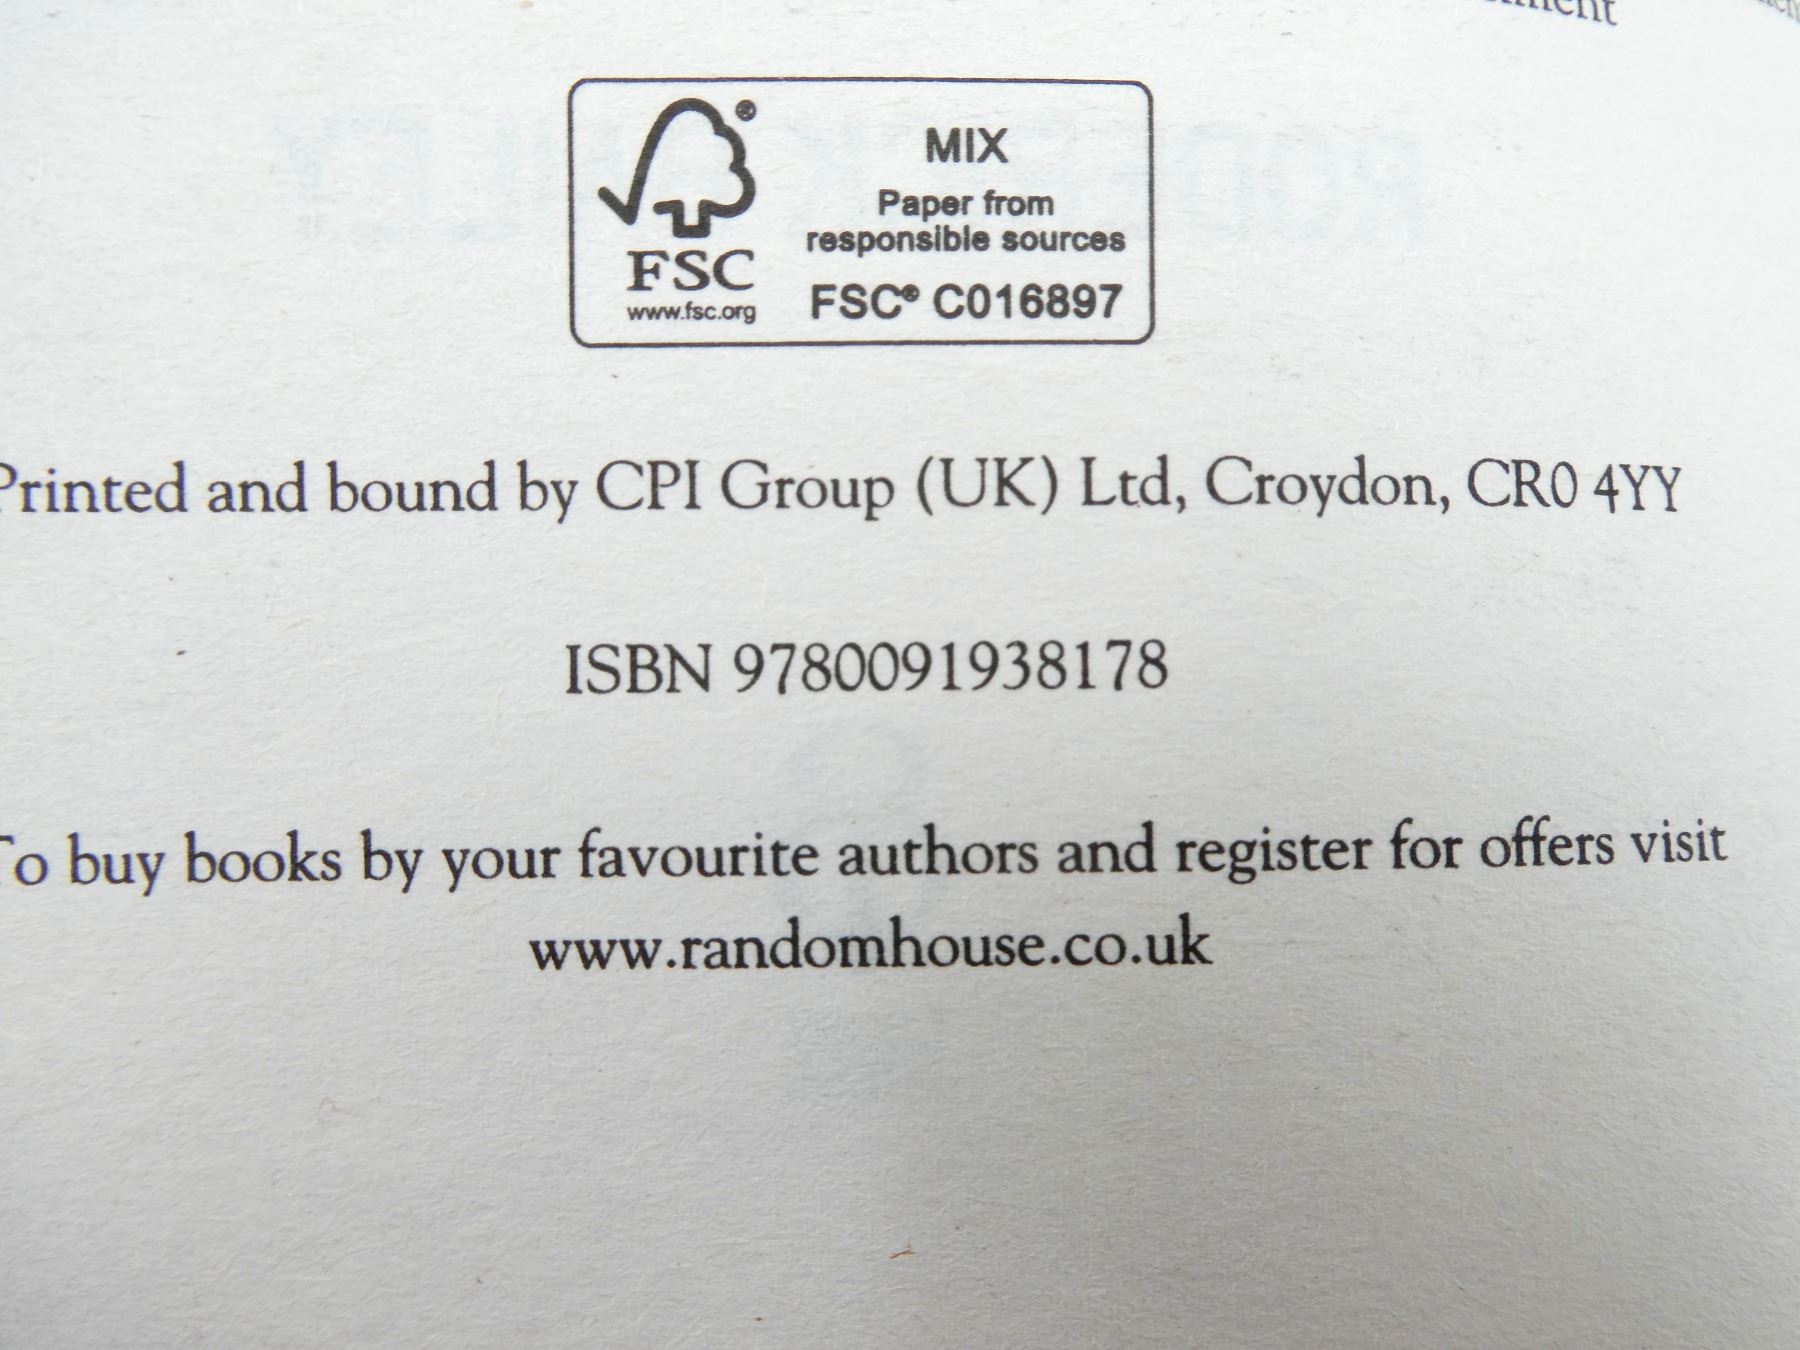 MIX
Paper from
responsible sources
FSC® C016897
FSC
www.fsc.org
Printed and bound by CPI Group (UK) Ltd, Croydon, CR0 4YY
ISBN 9780091938178
To buy books by your favourite authors and register for offers visit
www.randomhouse.co.uk